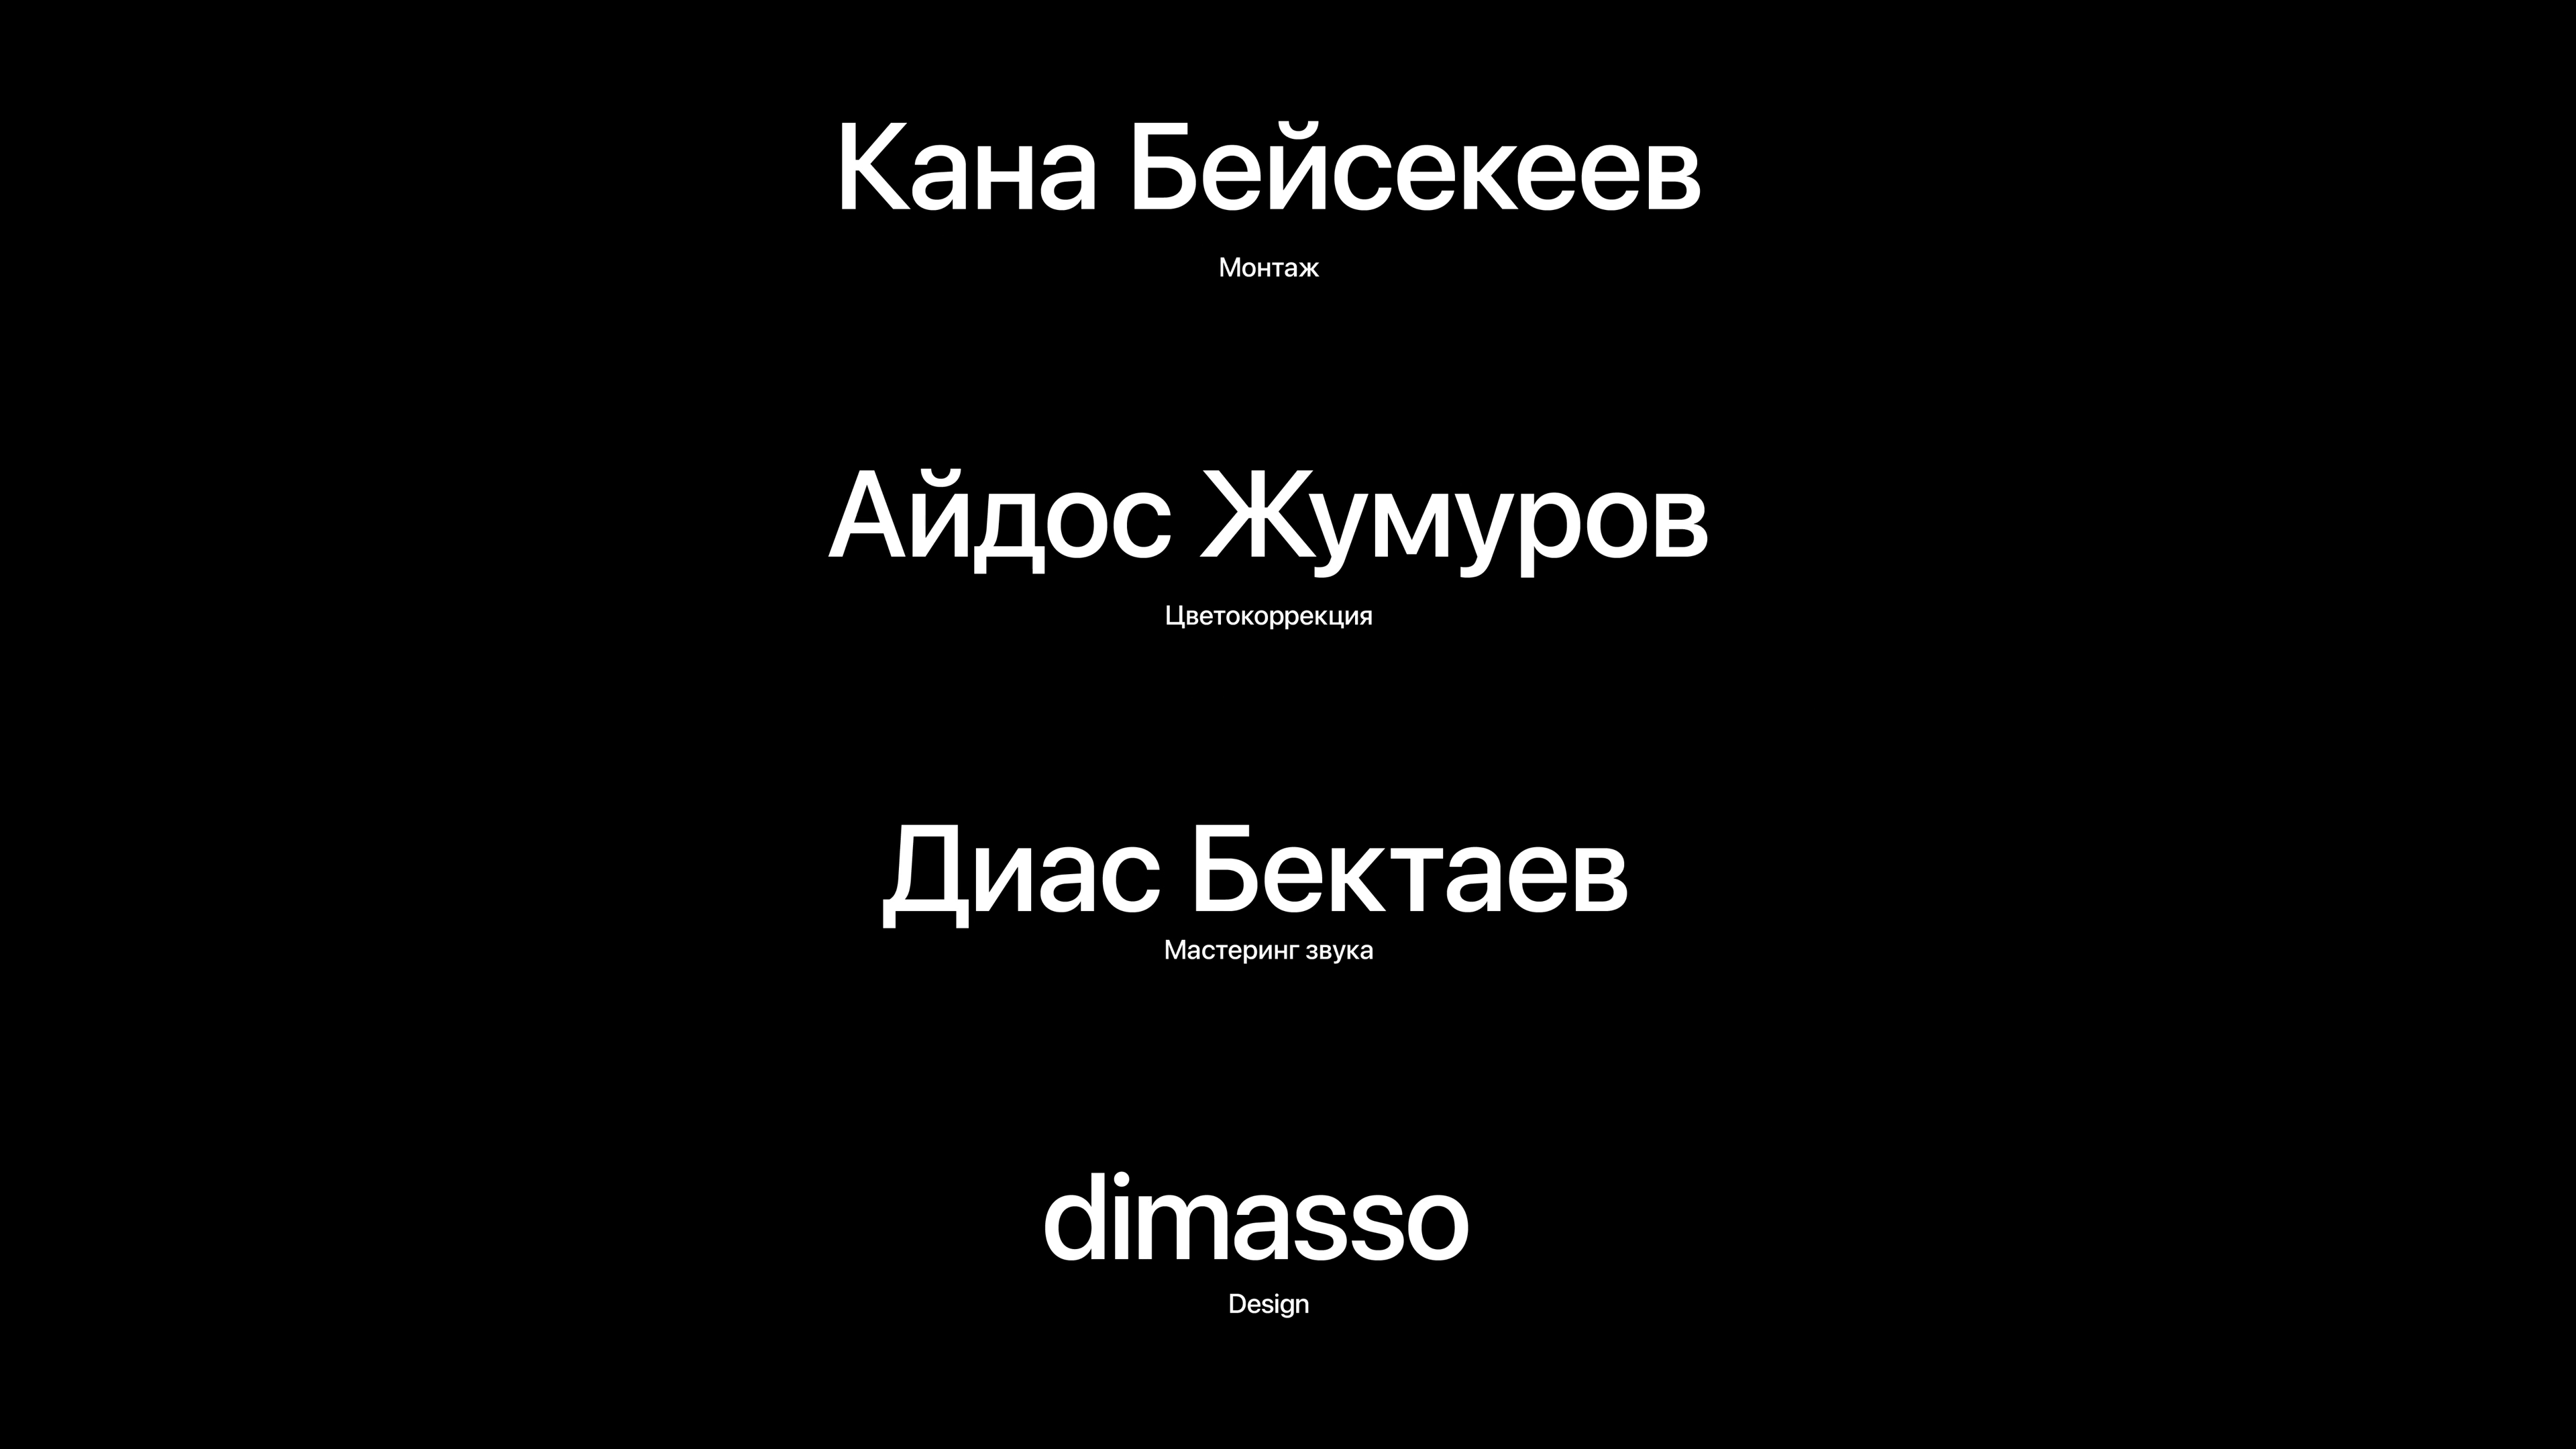 Кана Бейсекеев
Монтаж
Айдос Жумуров
Цветокоррекция
Диас Бектаев
Мастеринг звука
dimasso
Design